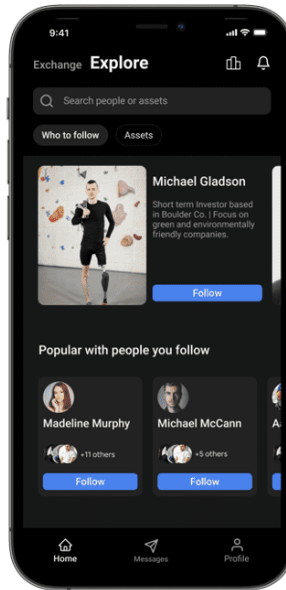 9:41
Exchange Explore
Search people or assets
Who to follow Assets
Michael Gladson
Short term Investor based
in Boulder Co. | Focus on
green and environmentally
friendly companies.
Follow
Popular with people you follow
Madeline Murphy Michael McCann
+11 others +5 others
Follow Follow
Home Messages Profile